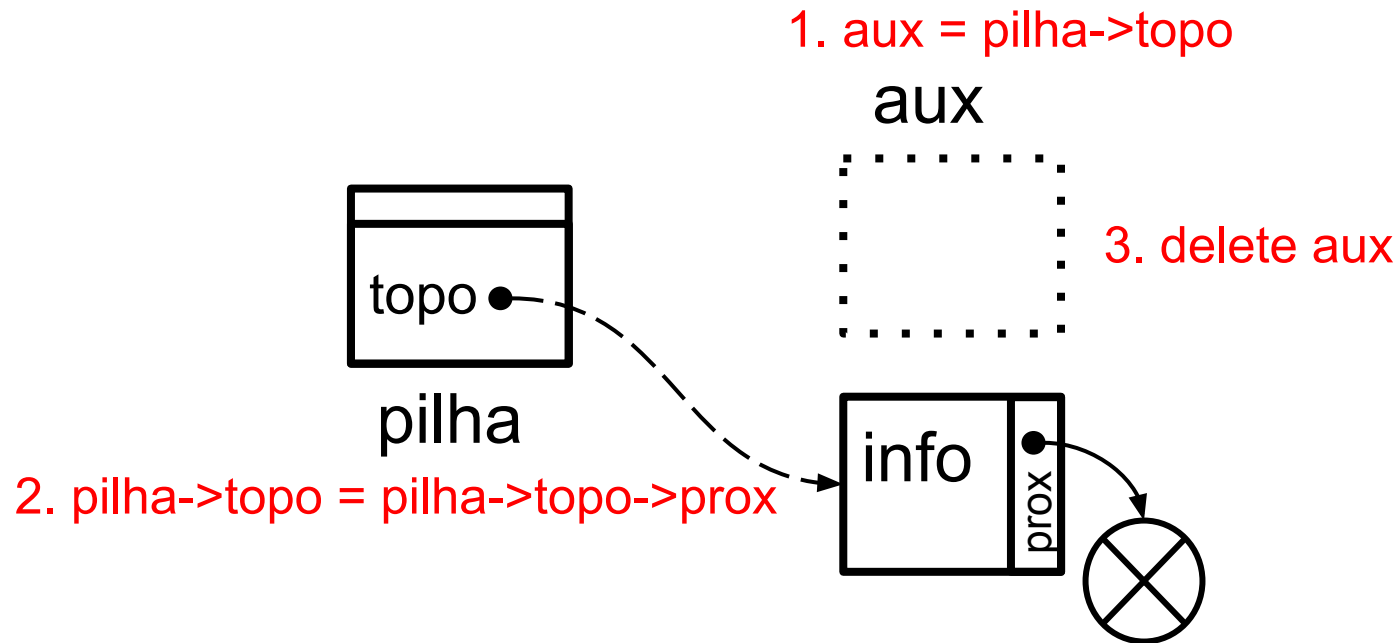 1. aux = pilha->topo
aux
3. delete aux
topo
pilha
2. pilha->topo = pilha->topo->prox
info
prox